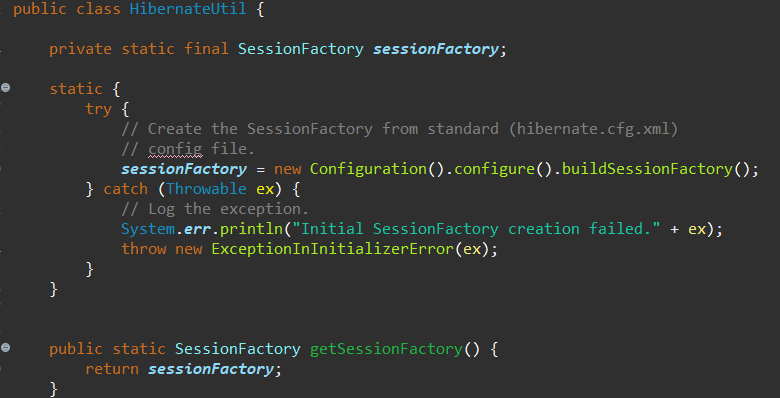 public class HibernateUtil {
private static final SessionFactory sessionFactory;
static {
try {
// Create the SessionFactory from standard (hibernate.cfg.xml)
// config file.
sessionFactory = new Configuration().configure().buildSessionFactory();
} catch (Throwable ex) {
// Log the exception.
System.err.println("Initial SessionFactory creation failed." + ex);
throw new ExceptionInInitializerError(ex);
}
}
public static SessionFactory getSessionFactory() {
return sessionFactory;
}